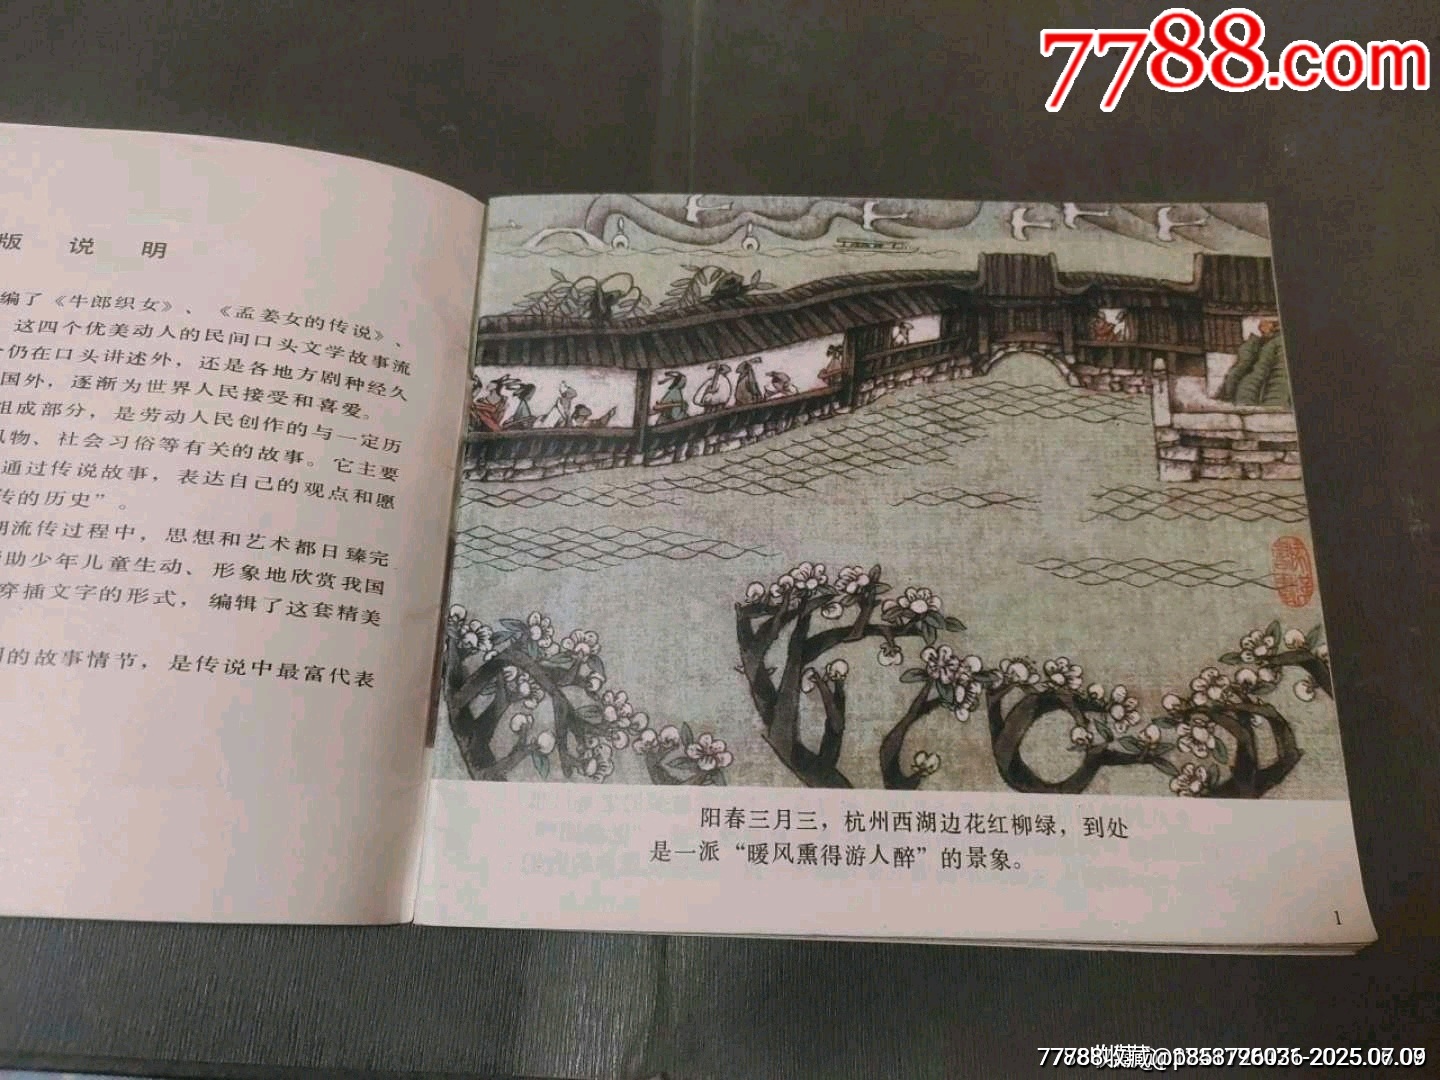 7788.com
版 说 明
编了《牛郎织女》、《孟姜女的传说》、
这四个优美动人的民间口头文学故事流
仍在口头讲述外，还是各地方剧种经久
国外，逐渐为世界人民接受和喜爱。
组成部分，是劳动人民创作的与一定历
风物、社会习俗等有关的故事。它主要
通过传说故事，表达自己的观点和愿
传的历史”。
期流传过程中，思想和艺术都日臻完
助少年儿童生动、形象地欣赏我国
穿插文字的形式，编辑了这套精美
的故事情节，是传说中最富代表
阳春三月三，杭州西湖边花红柳绿，到处
是一派“暖风熏得游人醉”的景象。
1